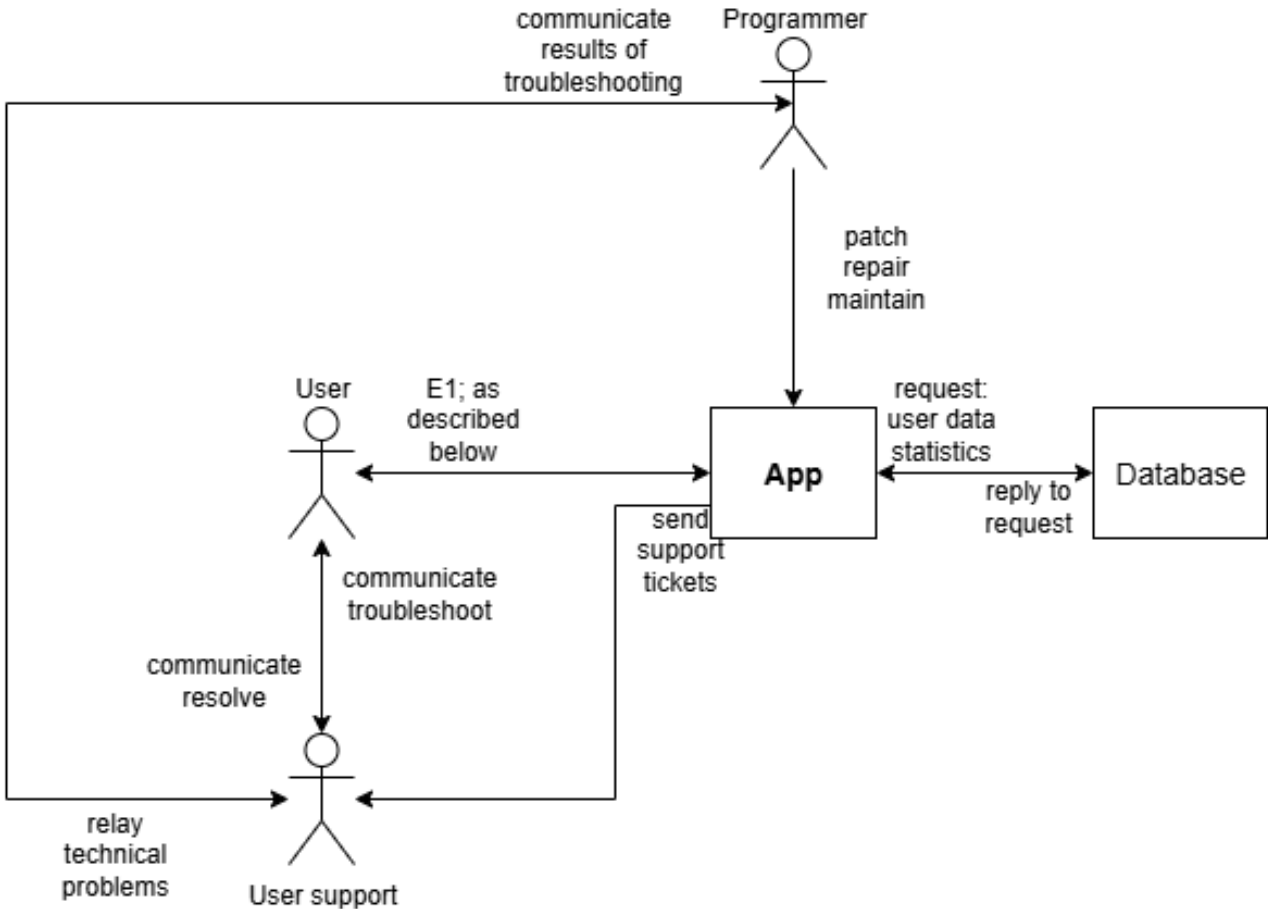 communicate
results of
troubleshooting
Programmer
patch
repair
maintain
User
E1; as
described
below
App
request:
user data
statistics
reply to
request
Database
send
support
tickets
communicate
troubleshoot
communicate
resolve
relay
technical
problems
User support